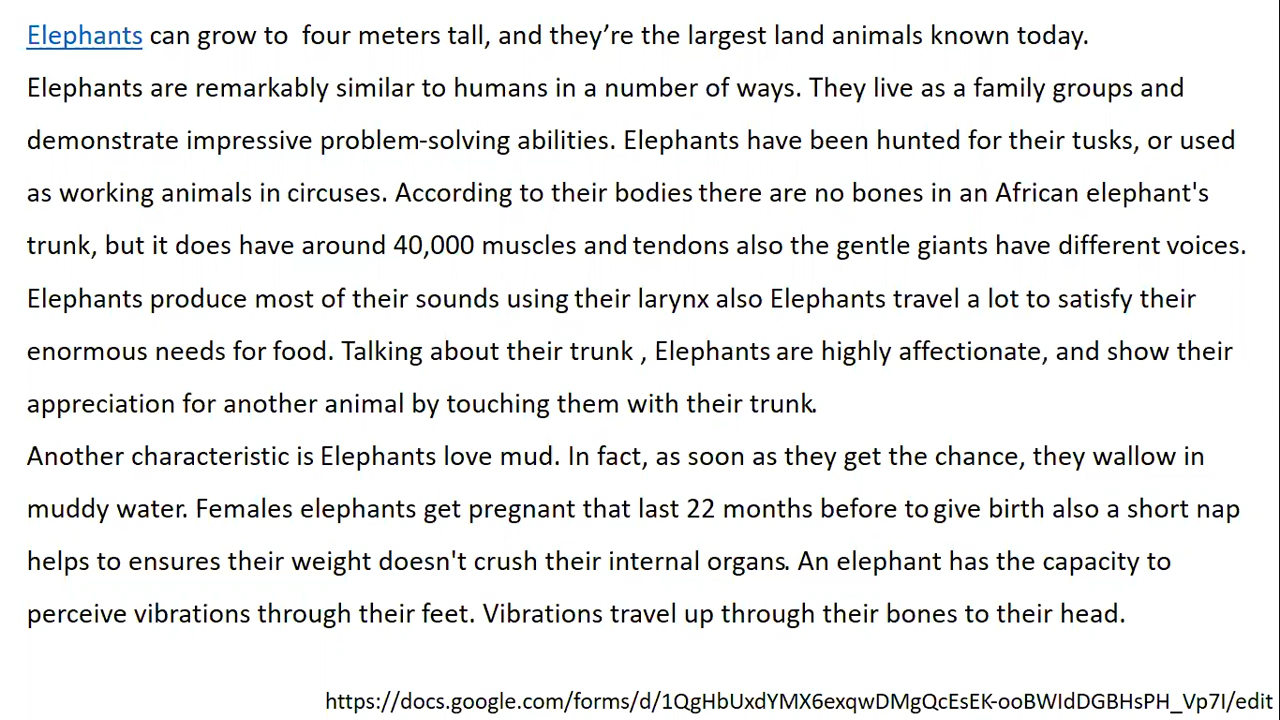 Elephants can grow to  four meters tall, and they’re the largest land animals known today.
Elephants are remarkably similar to humans in a number of ways. They live as a family groups and
demonstrate impressive problem-solving abilities. Elephants have been hunted for their tusks, or used
as working animals in circuses. According to their bodies there are no bones in an African elephant's
trunk, but it does have around 40,000 muscles and tendons also the gentle giants have different voices.
Elephants produce most of their sounds using their larynx also Elephants travel a lot to satisfy their
enormous needs for food. Talking about their trunk , Elephants are highly affectionate, and show their
appreciation for another animal by touching them with their trunk.
Another characteristic is Elephants love mud. In fact, as soon as they get the chance, they wallow in
muddy water. Females elephants get pregnant that last 22 months before to give birth also a short nap
helps to ensures their weight doesn't crush their internal organs. An elephant has the capacity to
perceive vibrations through their feet. Vibrations travel up through their bones to their head.
https://docs.google.com/forms/d/1QgHbUxdYMX6exqwDMgQcEsEK-ooBWIdDGBHsPH_Vp7I/edit